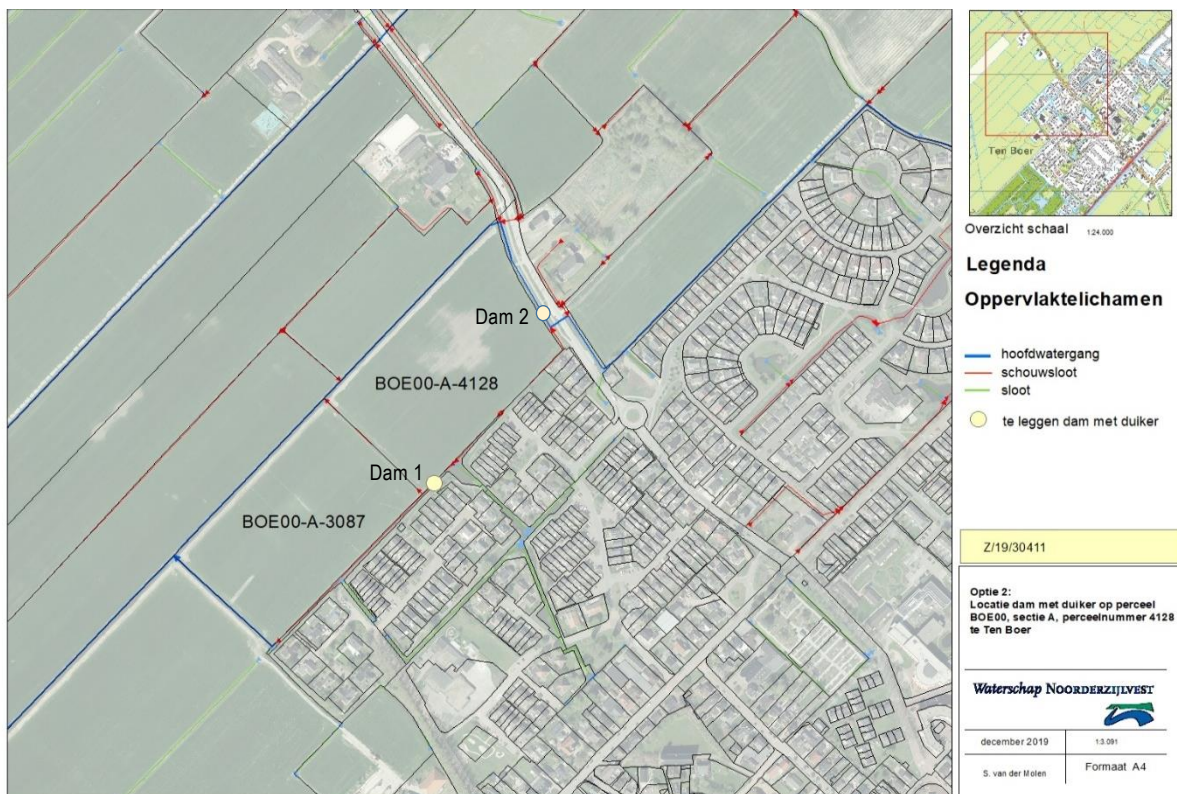 Dam 2
BOE00-A-4128
Dam 1
BOE00-A-3087
Ten Boer
Overzicht schaal 1:24.000
Legenda
Oppervlaktelichamen
hoofdwatergang
schouwsloot
sloot
te leggen dam met duiker
Z/19/30411
Optie 2:
Locatie dam met duiker op perceel
BOE00, sectie A, perceelnummer 4128
te Ten Boer
Waterschap NOORDERZIJLVEST
december 2019 1:3.091
S. van der Molen Formaat A4